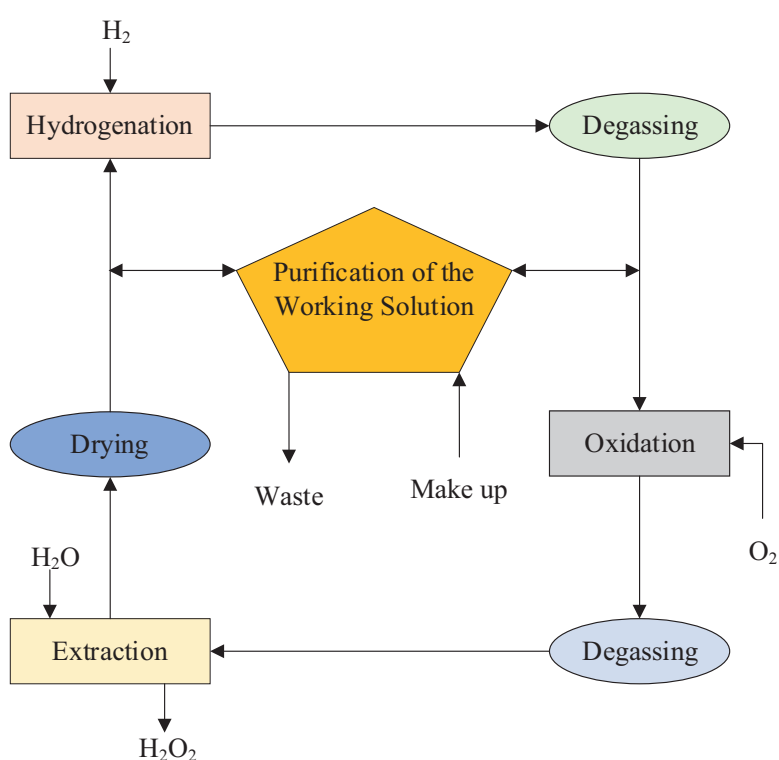 H₂
Hydrogenation
Degassing
Purification of the
Working Solution
Drying
Oxidation
Waste
Make up
H₂O
O₂
Extraction
Degassing
H₂O₂